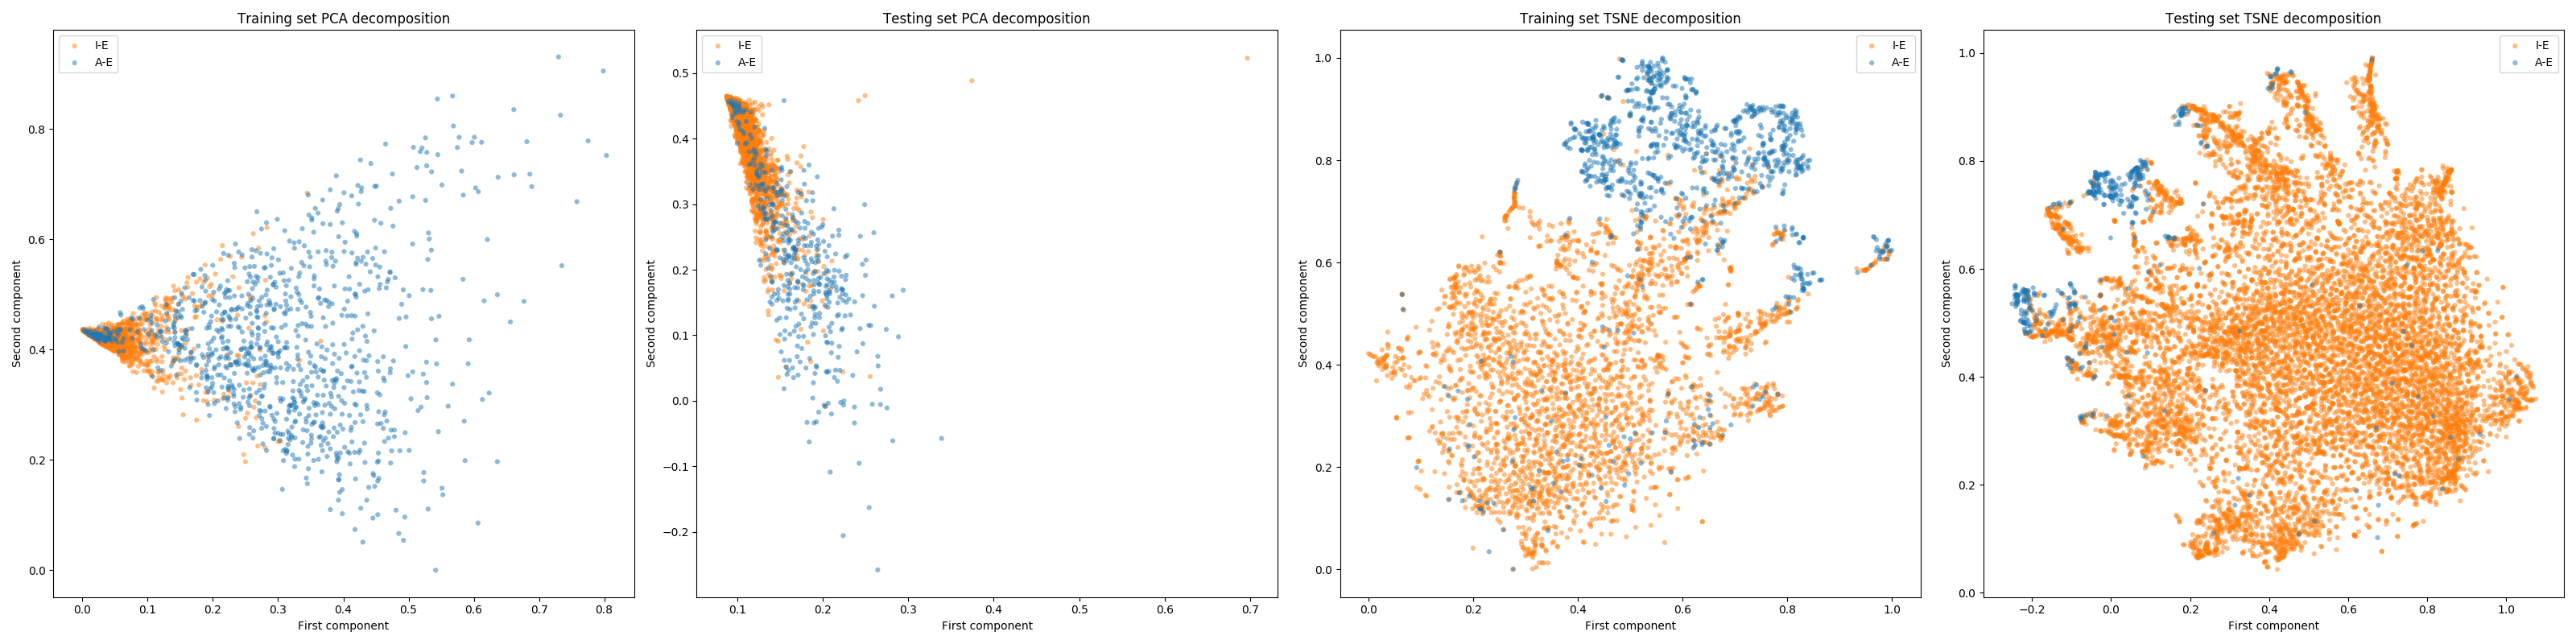 Training set PCA decomposition
I-E
A-E
Second component
0.8
0.6
0.4
0.2
0.0
0.0 0.1 0.2 0.3 0.4 0.5 0.6 0.7 0.8
First component
Testing set PCA decomposition
I-E
A-E
Second component
0.5
0.4
0.3
0.2
0.1
0.0
−0.1
−0.2
0.1 0.2 0.3 0.4 0.5 0.6 0.7
First component
Training set TSNE decomposition
I-E
A-E
Second component
1.0
0.8
0.6
0.4
0.2
0.0
0.0 0.2 0.4 0.6 0.8 1.0
First component
Testing set TSNE decomposition
I-E
A-E
Second component
1.0
0.8
0.6
0.4
0.2
0.0
−0.2 0.0 0.2 0.4 0.6 0.8 1.0
First component